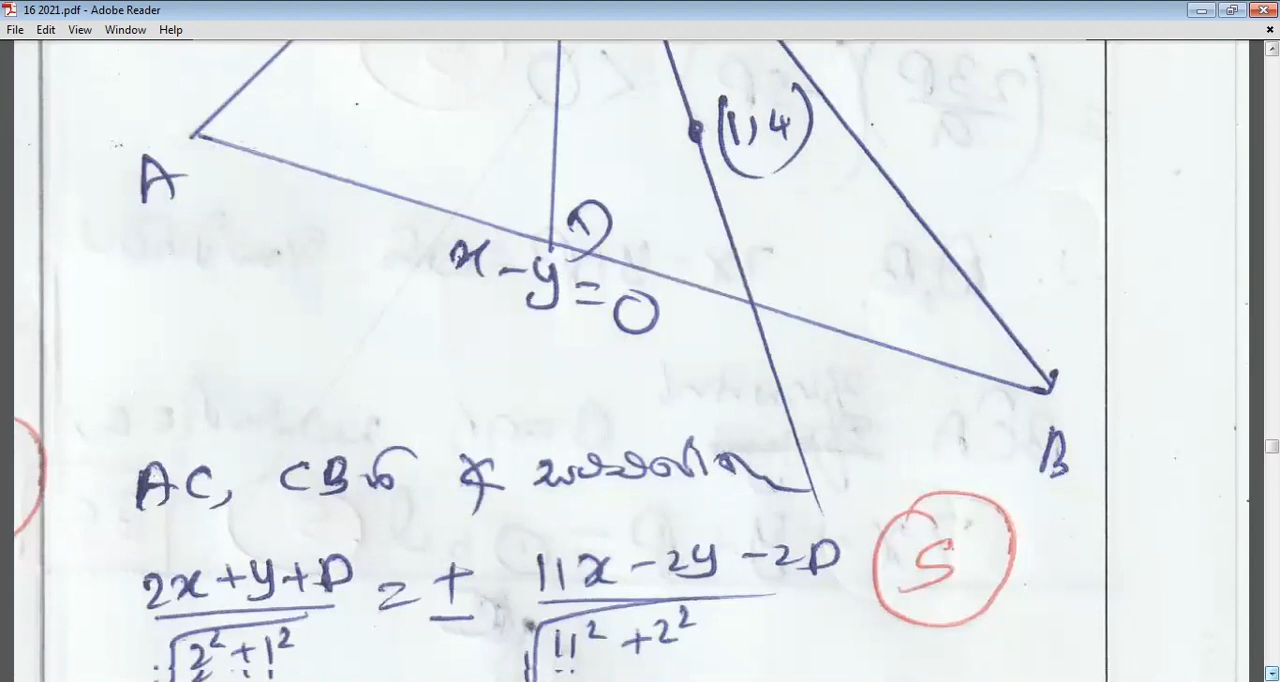 16 2021.pdf - Adobe Reader
File Edit View Window Help
(1, 4)
A
D
x - y = 0
B
AC, CB
2x + y + p / √2² + 1² = ± 11x - 2y - 2p / √11² + 2²
5